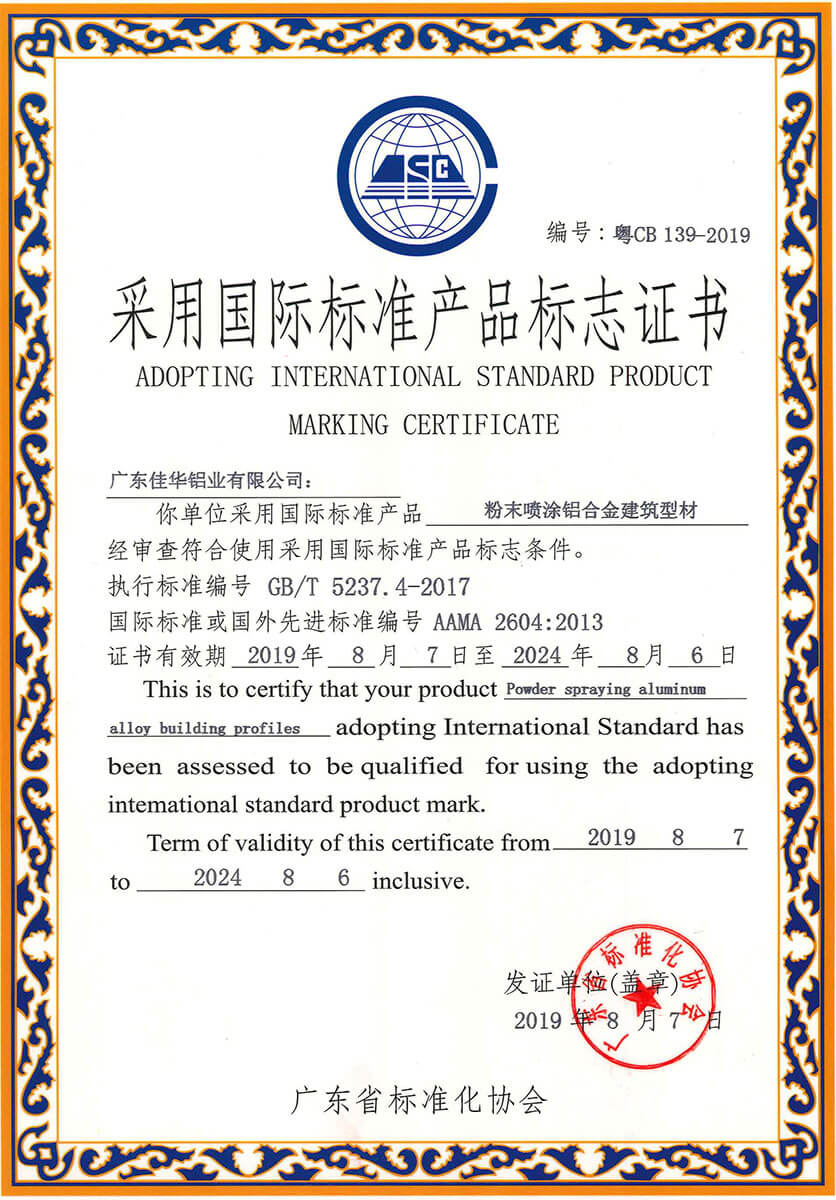 ASC
编号：粤CB 139-2019
采用国际标准产品标志证书
ADOPTING INTERNATIONAL STANDARD PRODUCT
MARKING CERTIFICATE
广东佳华铝业有限公司：
你单位采用国际标准产品 粉末喷涂铝合金建筑型材
经审查符合使用采用国际标准产品标志条件。
执行标准编号 GB/T 5237.4-2017
国际标准或国外先进标准编号 AAMA 2604:2013
证书有效期 2019 年 8 月 7 日至 2024 年 8 月 6 日
This is to certify that your product Powder spraying aluminum
alloy building profiles adopting International Standard has
been assessed to be qualified for using the adopting
intemational standard product mark.
Term of validity of this certificate from 2019 8 7
to 2024 8 6 inclusive.
广东省标准化协会
发证单位(盖章)
2019 年 8 月 7 日
广东省标准化协会